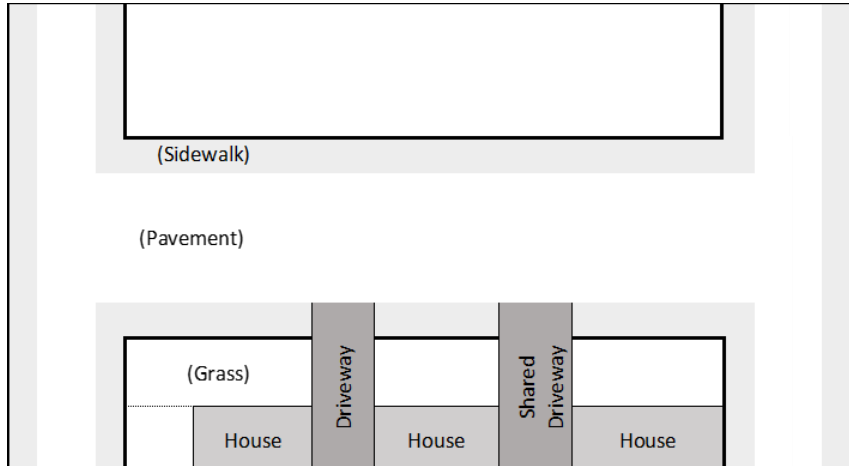 (Sidewalk)
(Pavement)
(Grass)
Driveway
Shared
Driveway
House
House
House